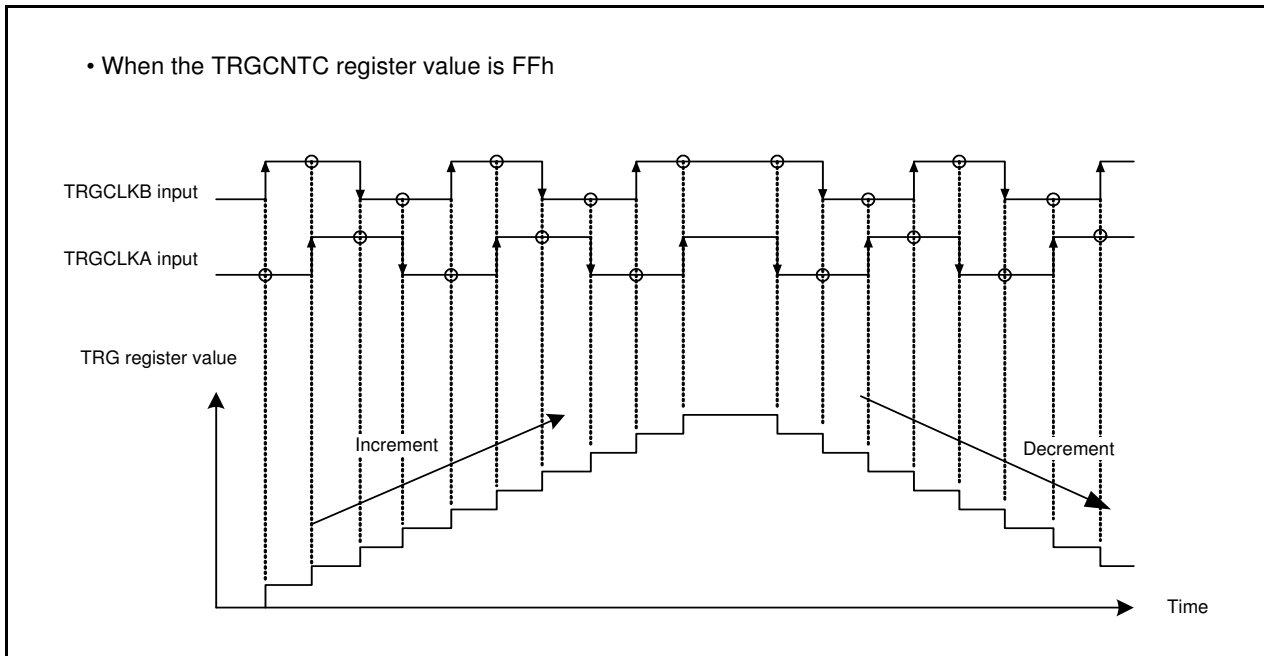 • When the TRGCNTC register value is FFh
TRGCLKB input
TRGCLKA input
TRG register value
Increment
Decrement
Time